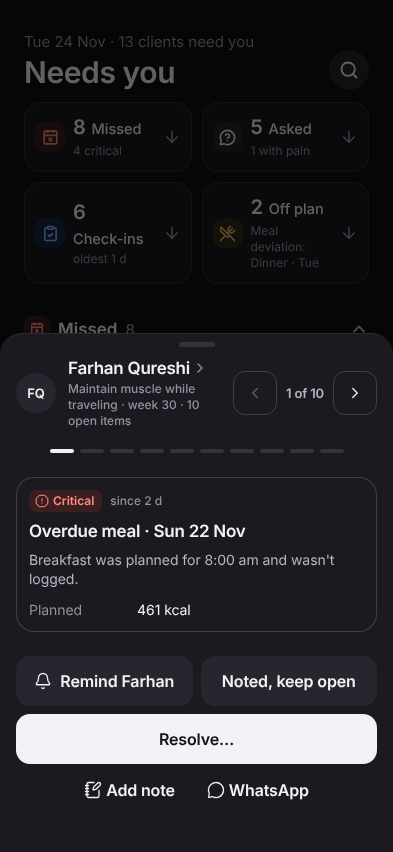 Tue 24 Nov · 13 clients need you
Needs you
8 Missed
4 critical
5 Asked
1 with pain
6
Check-ins
oldest 1 d
2 Off plan
Meal
deviation:
Dinner · Tue
Missed 8
Farhan Qureshi
FQ
Maintain muscle while
traveling · week 30 · 10
open items
1 of 10
Critical since 2 d
Overdue meal · Sun 22 Nov
Breakfast was planned for 8:00 am and wasn't
logged.
Planned 461 kcal
Remind Farhan
Noted, keep open
Resolve...
Add note
WhatsApp